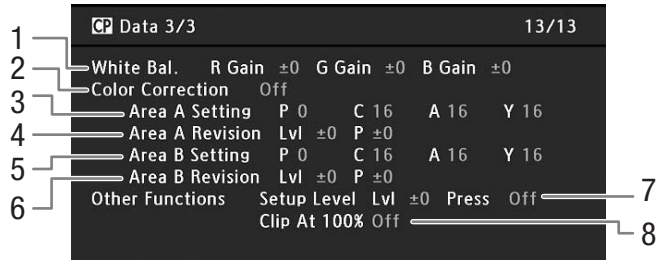 CP Data 3/3 13/13
1 White Bal. R Gain ±0 G Gain ±0 B Gain ±0
2 Color Correction Off
3 Area A Setting P 0 C 16 A 16 Y 16
4 Area A Revision Lvl ±0 P ±0
5 Area B Setting P 0 C 16 A 16 Y 16
6 Area B Revision Lvl ±0 P ±0
Other Functions Setup Level Lvl ±0 Press Off 7
Clip At 100% Off 8